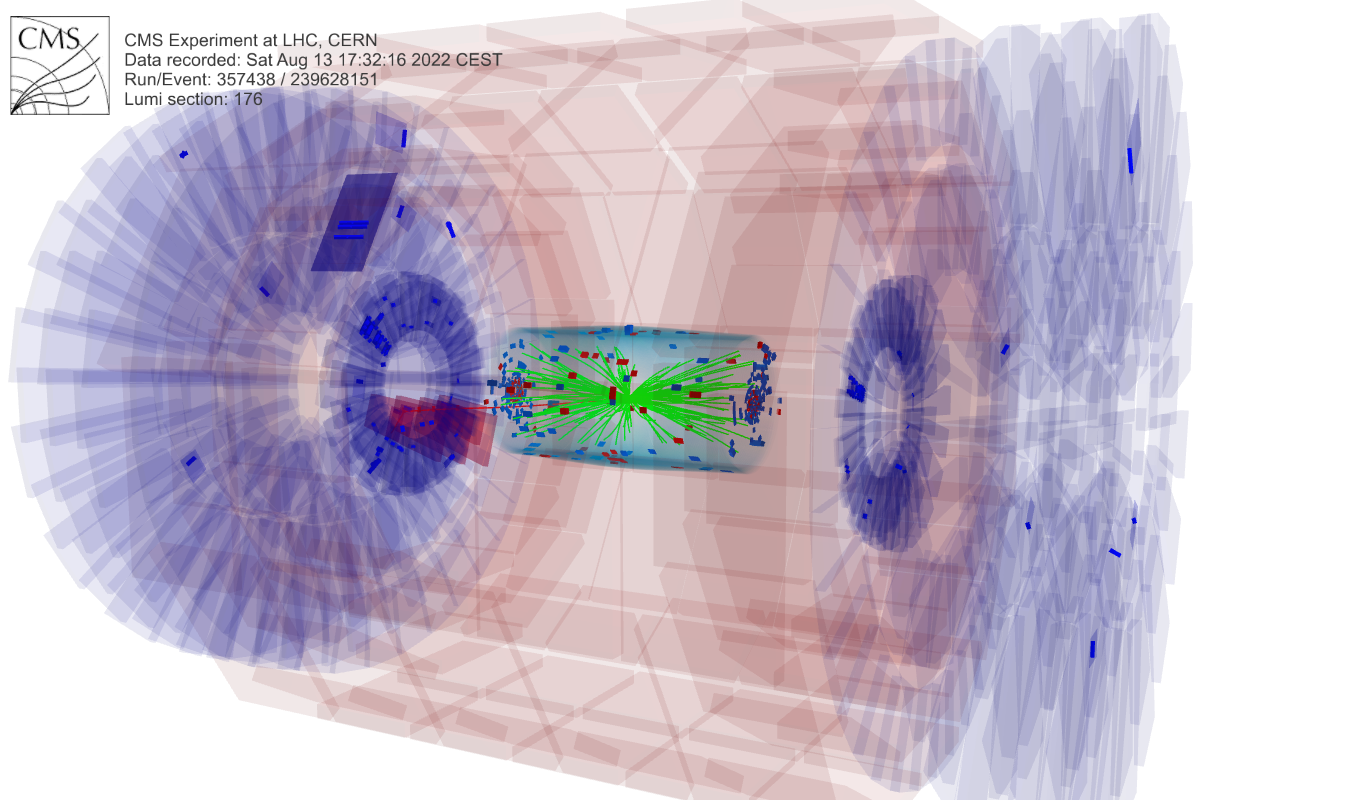 CMS
CMS Experiment at LHC, CERN
Data recorded: Sat Aug 13 17:32:16 2022 CEST
Run/Event: 357438 / 239628151
Lumi section: 176